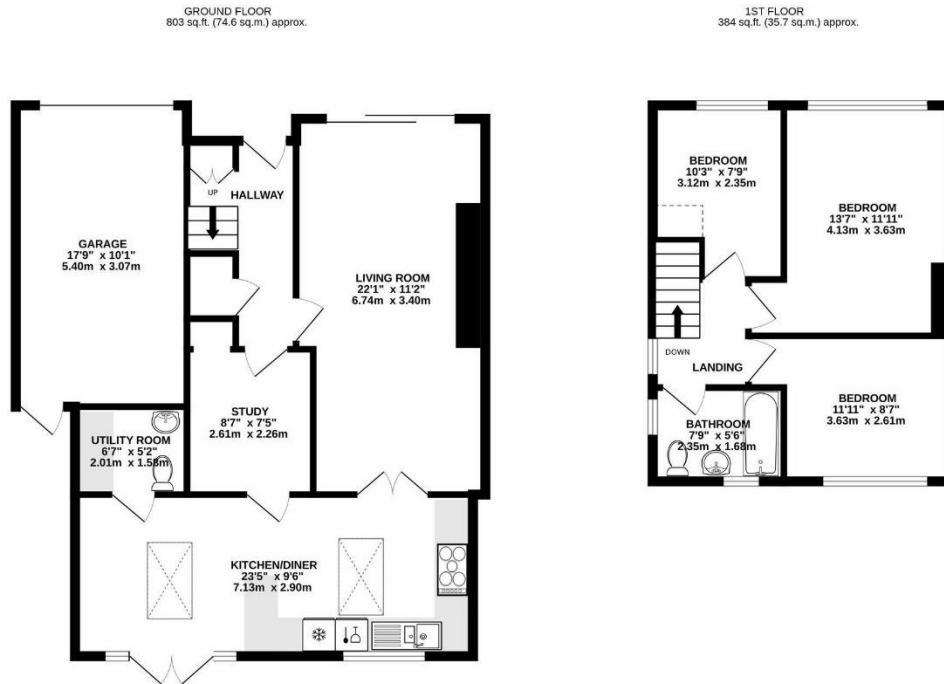 GROUND FLOOR
803 sq.ft. (74.6 sq.m.) approx.
GARAGE
17'9" x 10'1"
5.40m x 3.07m
UP
HALLWAY
LIVING ROOM
22'1" x 11'2"
6.74m x 3.40m
STUDY
8'7" x 7'5"
2.61m x 2.26m
UTILITY ROOM
6'7" x 5'2"
2.01m x 1.58m
KITCHEN/DINER
23'5" x 9'6"
7.13m x 2.90m
1ST FLOOR
384 sq.ft. (35.7 sq.m.) approx.
BEDROOM
10'3" x 7'9"
3.12m x 2.35m
BEDROOM
13'7" x 11'11"
4.13m x 3.63m
DOWN
LANDING
BATHROOM
7'9" x 5'6"
2.35m x 1.68m
BEDROOM
11'11" x 8'7"
3.63m x 2.61m